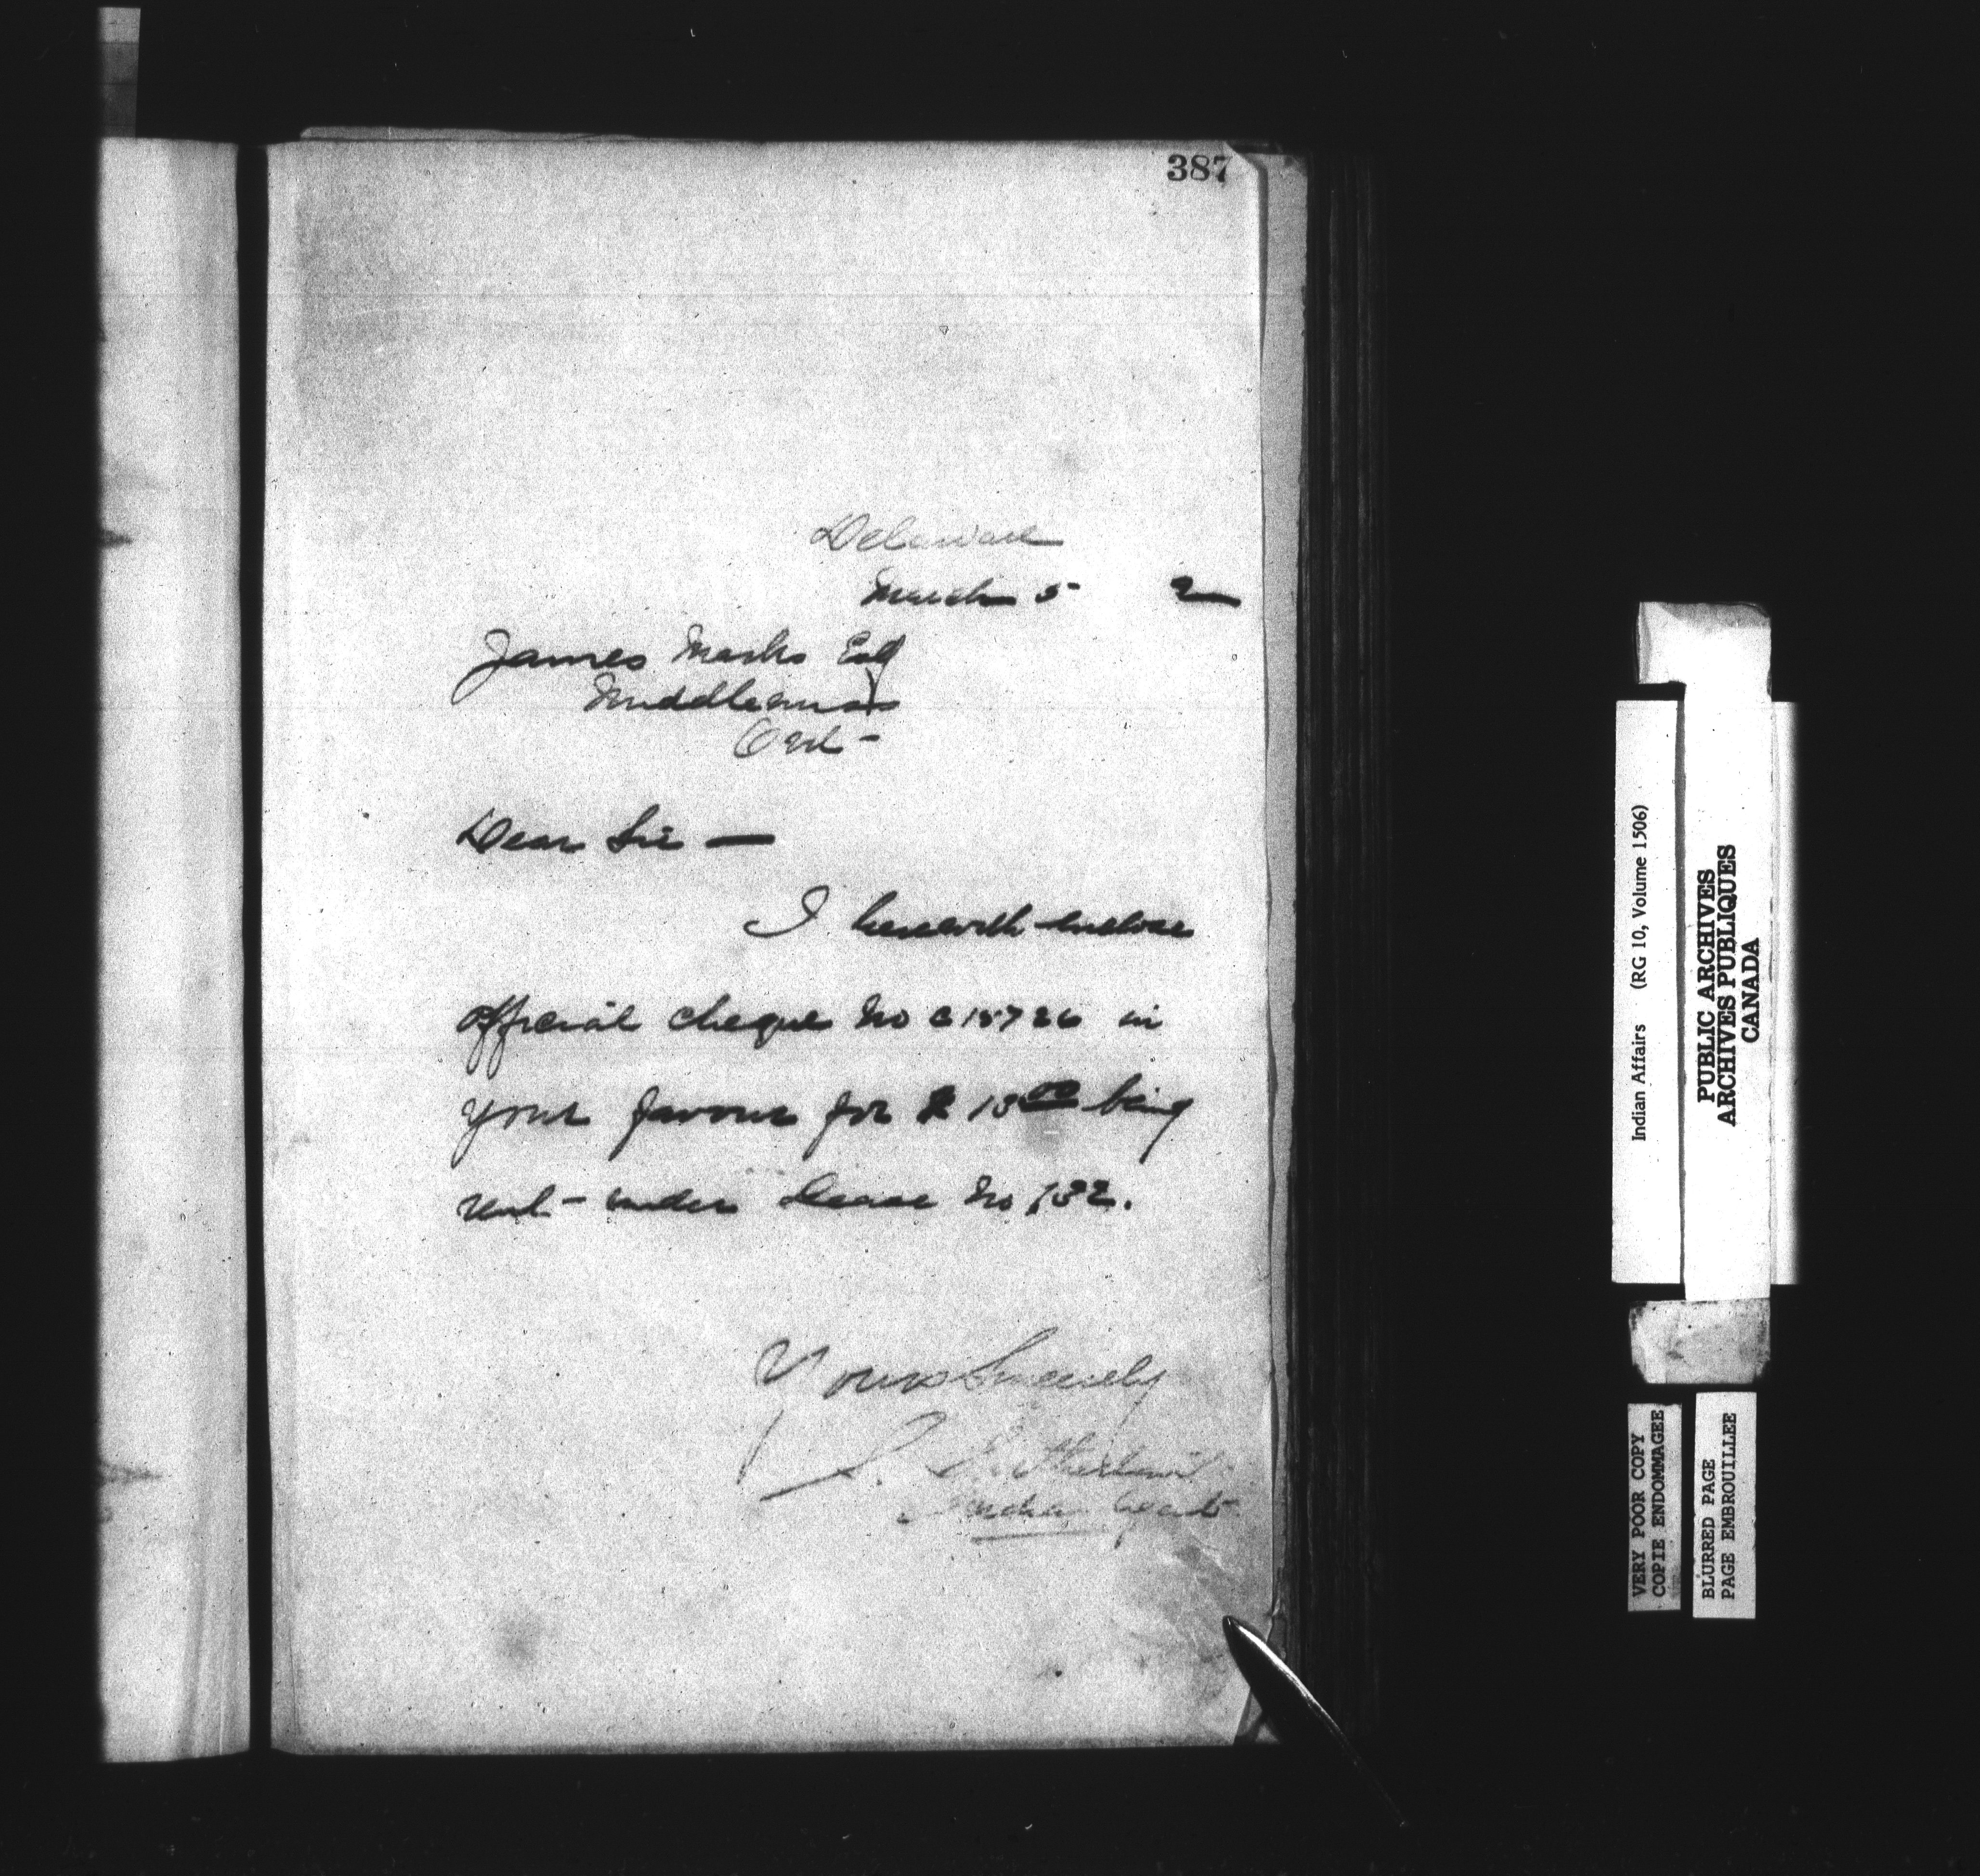 387
Delaware
March 5 2
James Marks Esq
Middlemiss
Ont -
Dear Sir —
I herewith enclose
official cheque No C 15726 in
your favour for $ 15 00 being
rent - under Lease No 132.
Yours Sincerely
S. Sutherland
Indian Agent
Indian Affairs (RG 10, Volume 1506)
PUBLIC ARCHIVES
ARCHIVES PUBLIQUES
CANADA
VERY POOR COPY
COPIE ENDOMMAGEE
BLURRED PAGE
PAGE EMBROUILLEE